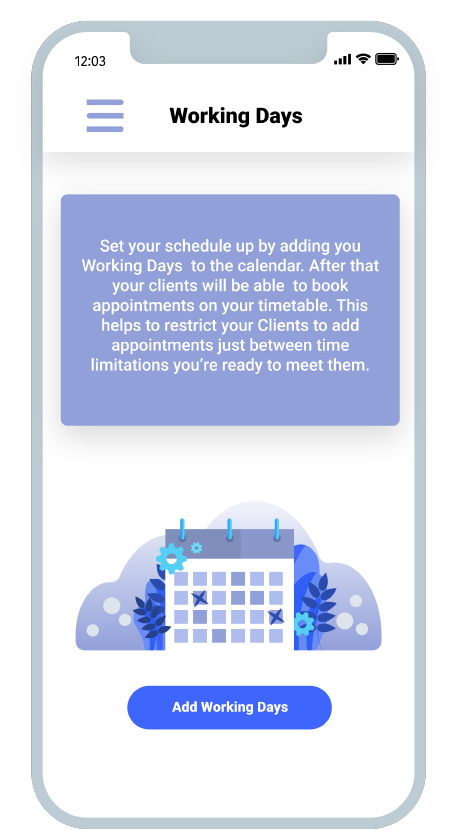 12:03
Working Days
Set your schedule up by adding you
Working Days  to the calendar. After that
your clients will be able  to book
appointments on your timetable. This
helps to restrict your Clients to add
appointments just between time
limitations you’re ready to meet them.
Add Working Days